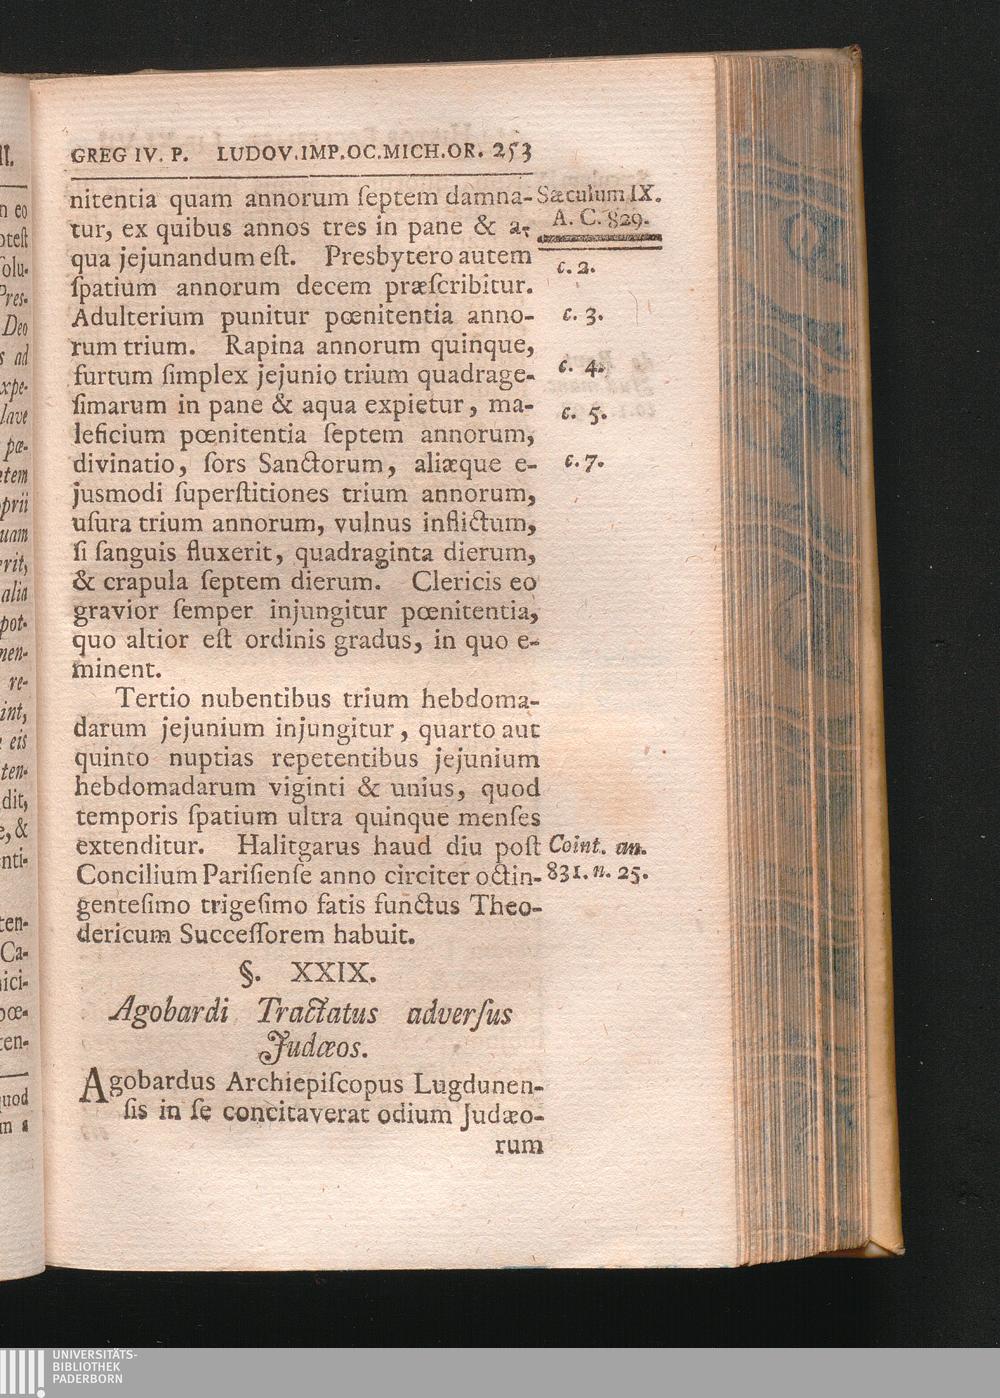 GREG IV. P. LUDOV.IMP.OC.MICH.OR. 253
nitentia quam annorum ſeptem damna-
tur, ex quibus annos tres in pane & a-
qua jejunandum eſt. Presbytero autem
ſpatium annorum decem præſcribitur.
Adulterium punitur pœnitentia anno-
rum trium. Rapina annorum quinque,
furtum ſimplex jejunio trium quadrage-
ſimarum in pane & aqua expietur, ma-
leficium pœnitentia ſeptem annorum,
divinatio, ſors Sanctorum, aliæque e-
jusmodi ſuperſtitiones trium annorum,
uſura trium annorum, vulnus inflictum,
ſi ſanguis fluxerit, quadraginta dierum,
& crapula ſeptem dierum. Clericis eo
gravior ſemper injungitur pœnitentia,
quo altior eſt ordinis gradus, in quo e-
minent.
Tertio nubentibus trium hebdoma-
darum jejunium injungitur, quarto aut
quinto nuptias repetentibus jejunium
hebdomadarum viginti & unius, quod
temporis ſpatium ultra quinque menſes
extenditur. Halitgarus haud diu poſt
Concilium Pariſienſe anno circiter octin-
genteſimo trigeſimo fatis functus Theo-
dericum Succeſſorem habuit.
§. XXIX.
Agobardi Tractatus adverſus
Judæos.
Agobardus Archiepiſcopus Lugdunen-
ſis in ſe concitaverat odium Judæo-
rum
Sæculum IX.
A. C. 829.
c. 2.
c. 3.
c. 4.
c. 5.
c. 7.
Coint. an.
831. n. 25.
UNIVERSITÄTS-
BIBLIOTHEK
PADERBORN